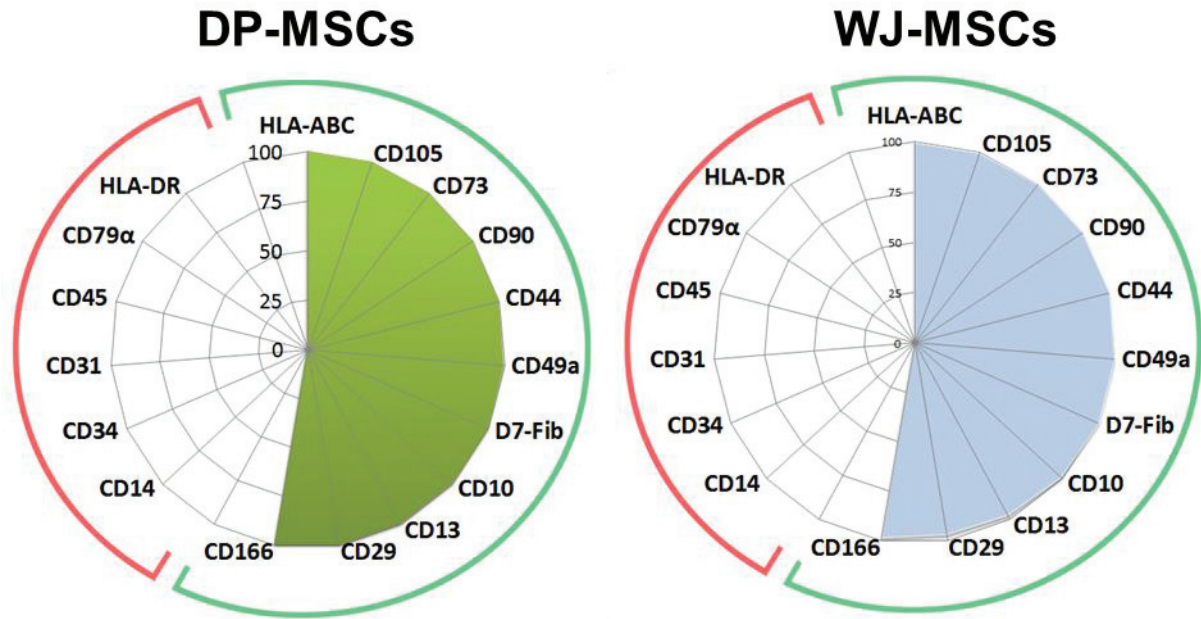 DP-MSCs
HLA-ABC
CD105
CD73
CD90
CD44
CD49a
D7-Fib
CD10
CD13
CD29
CD166
CD14
CD34
CD31
CD45
CD79α
HLA-DR
100
75
50
25
0
WJ-MSCs
HLA-ABC
CD105
CD73
CD90
CD44
CD49a
D7-Fib
CD10
CD13
CD29
CD166
CD14
CD34
CD31
CD45
CD79α
HLA-DR
100
75
50
25
0